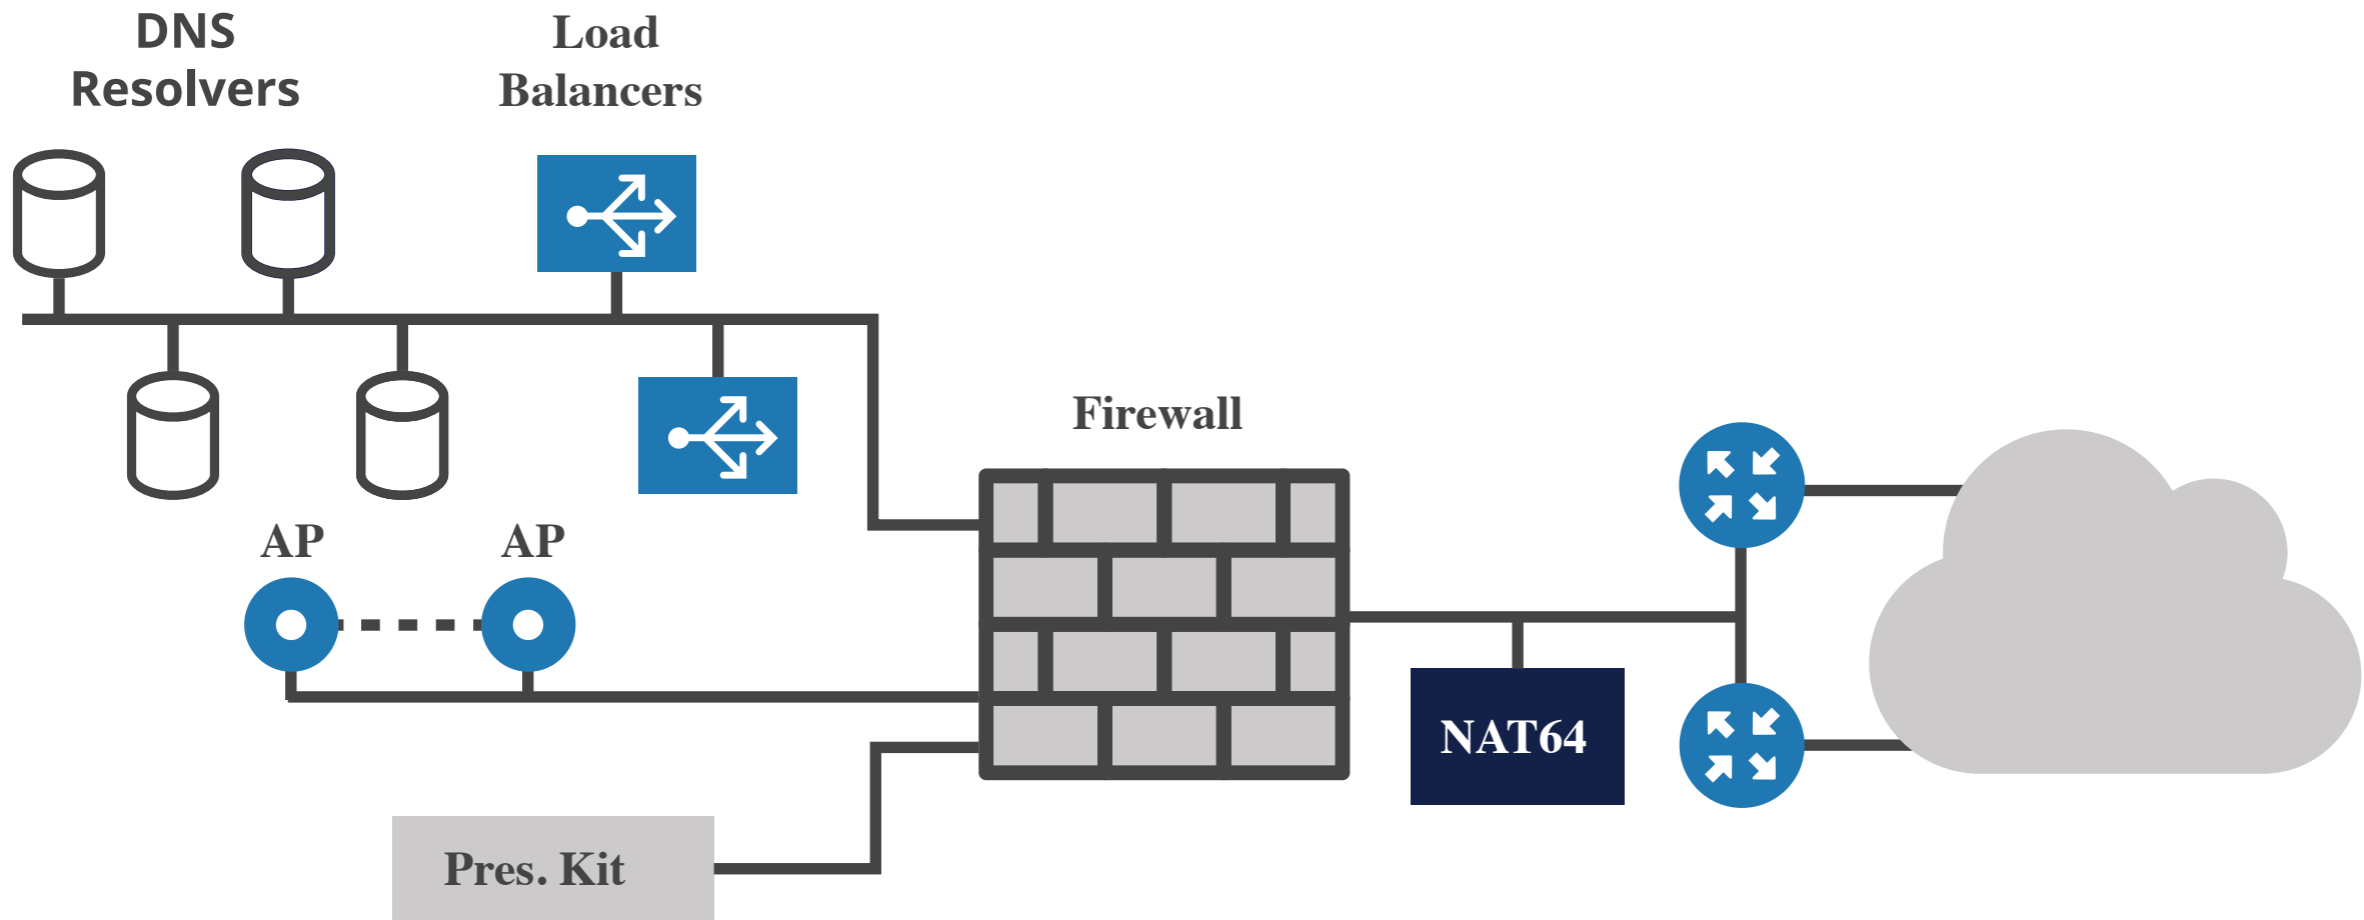 DNS
Resolvers
Load
Balancers
Firewall
AP
AP
NAT64
Pres. Kit